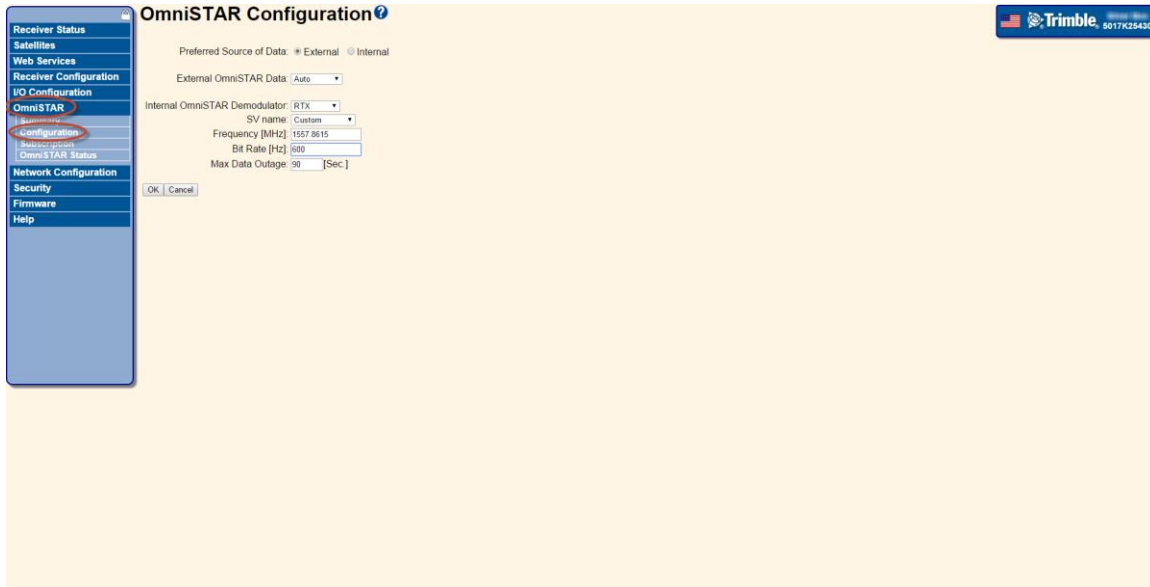 OmniSTAR Configuration
Trimble. 5017K25430
Receiver Status
Satellites
Web Services
Receiver Configuration
I/O Configuration
OmniSTAR
Summary
Configuration
Subscription
OmniSTAR Status
Network Configuration
Security
Firmware
Help
Preferred Source of Data: External Internal
External OmniSTAR Data: Auto
Internal OmniSTAR Demodulator: RTX
SV name: Custom
Frequency [MHz]: 1557.8615
Bit Rate [Hz]: 600
Max Data Outage: 90 [Sec.]
OK Cancel